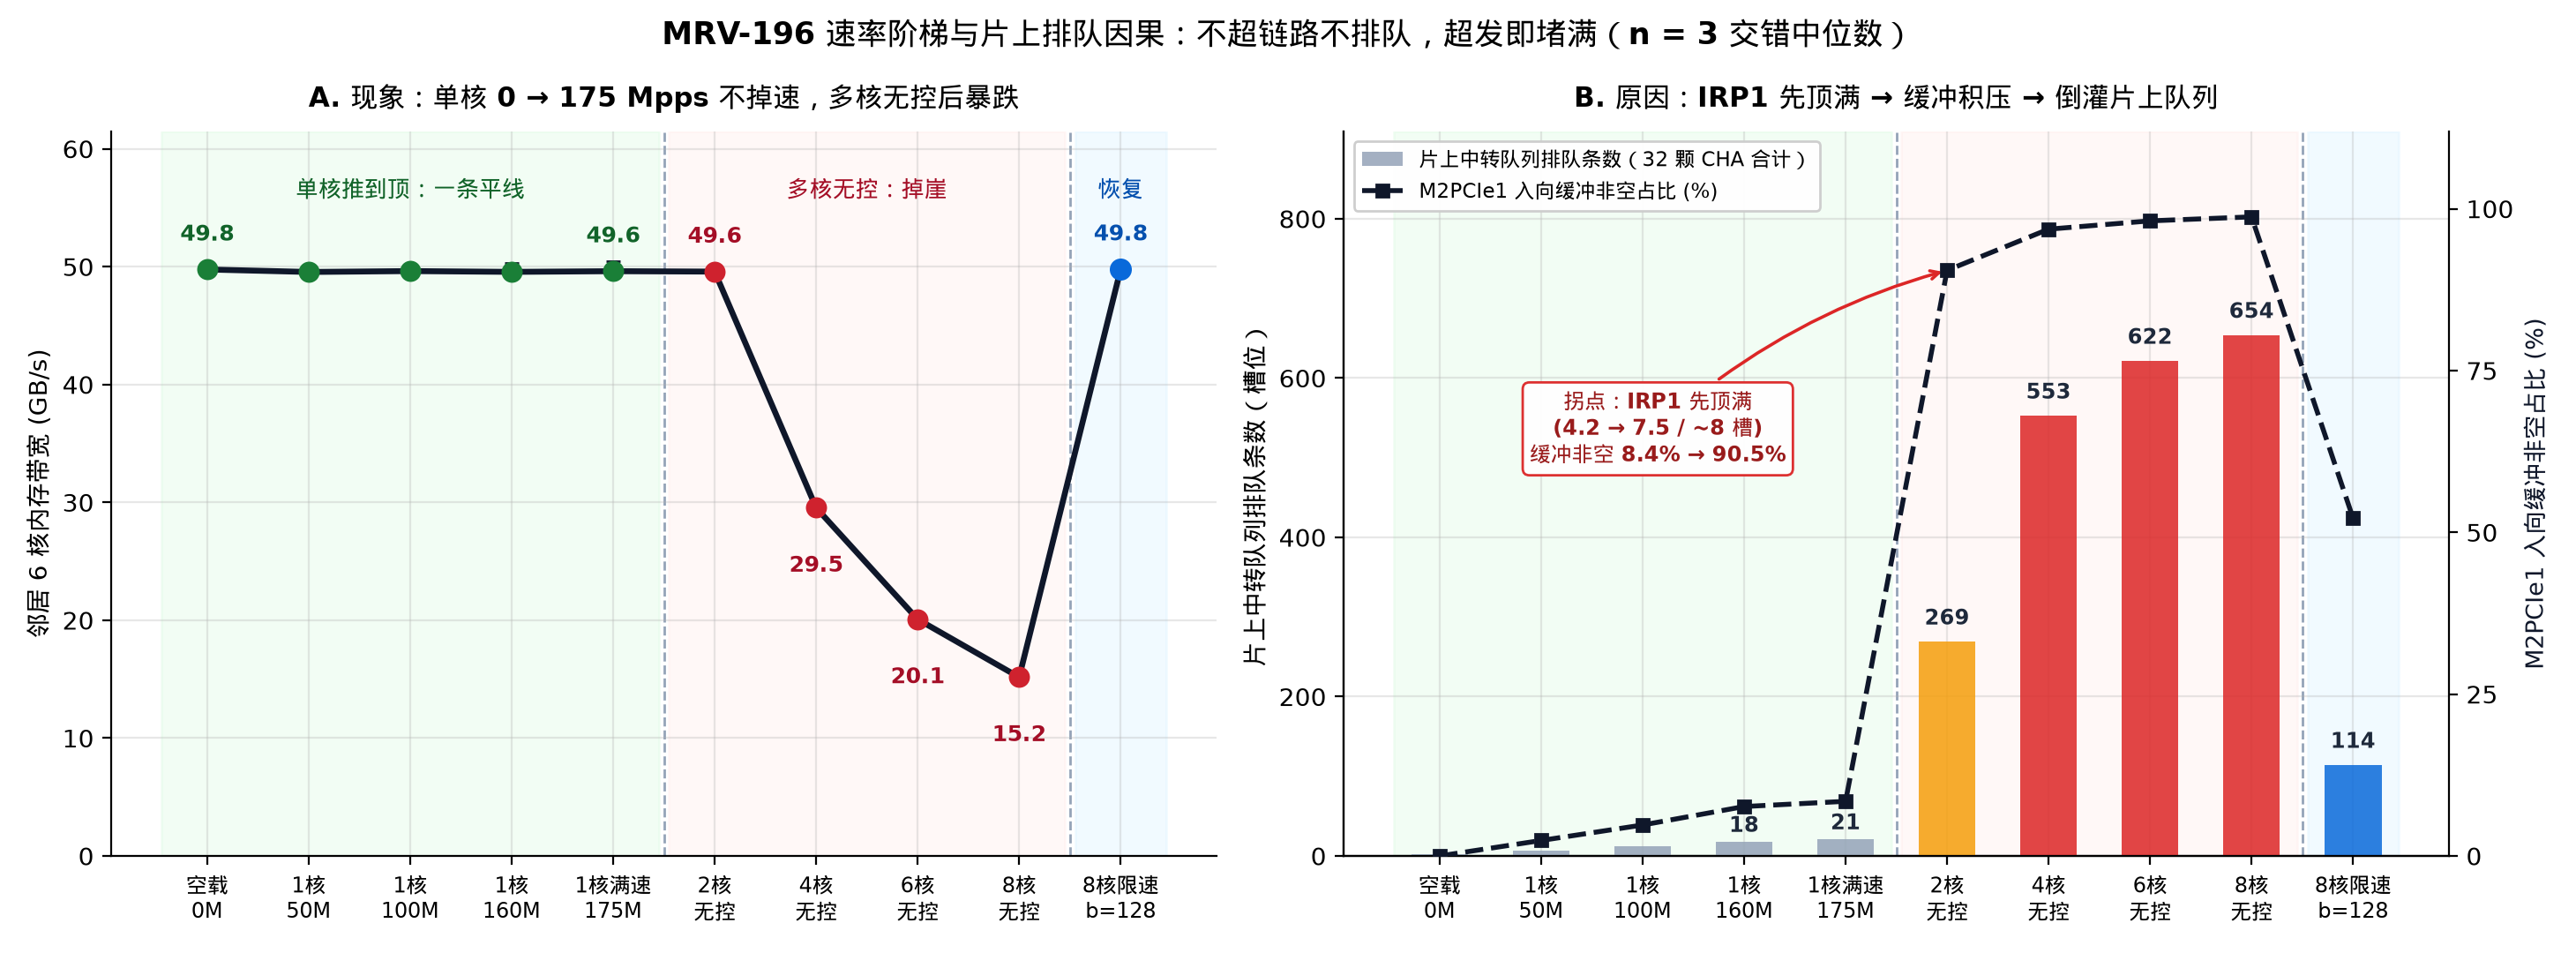 MRV-196 速率阶梯与片上排队因果：不超链路不排队，超发即堵满（n = 3 交错中位数）
A. 现象：单核 0 → 175 Mpps 不掉速，多核无控后暴跌
邻居 6 核内存带宽 (GB/s)
60
50
40
30
20
10
0
单核推到顶：一条平线
多核无控：掉崖
恢复
49.8
49.6
49.6
49.8
29.5
20.1
15.2
空载
0M
1核
50M
1核
100M
1核
160M
1核满速
175M
2核
无控
4核
无控
6核
无控
8核
无控
8核限速
b=128
B. 原因：IRP1 先顶满 → 缓冲积压 → 倒灌片上队列
片上中转队列排队条数（槽位）
800
600
400
200
0
片上中转队列排队条数（32 颗 CHA 合计）
M2PCIe1 入向缓冲非空占比 (%)
拐点：IRP1 先顶满
(4.2 → 7.5 / ~8 槽)
缓冲非空 8.4% → 90.5%
18
21
269
553
622
654
114
100
75
50
25
0
M2PCIe1 入向缓冲非空占比 (%)
空载
0M
1核
50M
1核
100M
1核
160M
1核满速
175M
2核
无控
4核
无控
6核
无控
8核
无控
8核限速
b=128